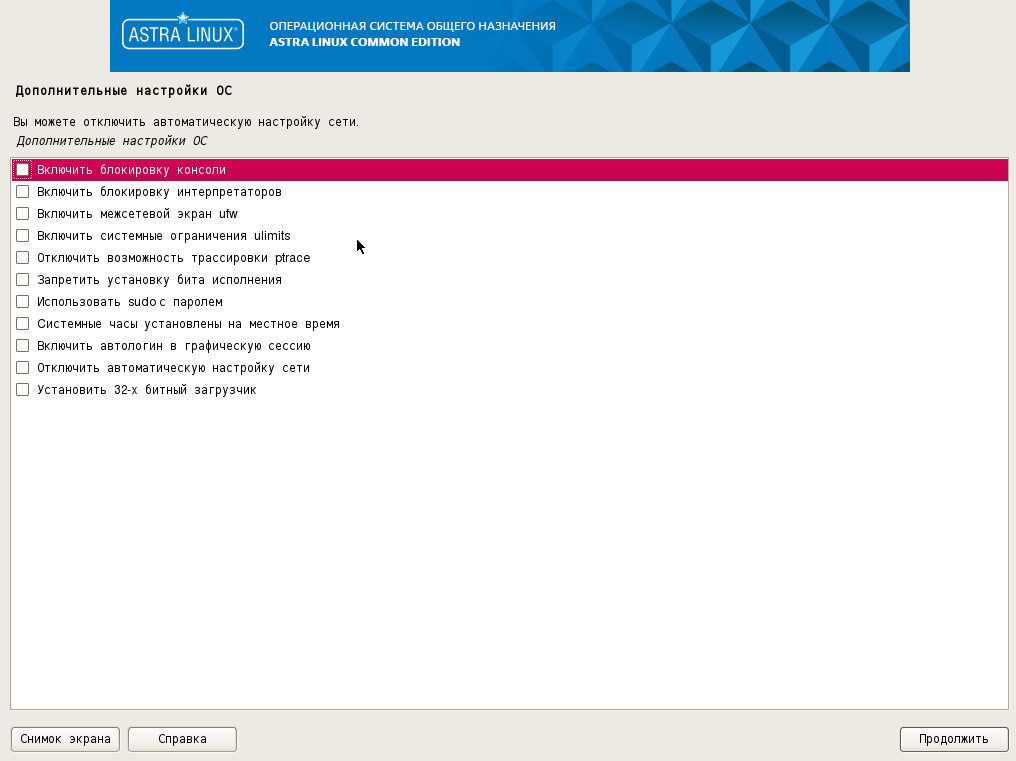 ASTRA LINUX®
ОПЕРАЦИОННАЯ СИСТЕМА ОБЩЕГО НАЗНАЧЕНИЯ
ASTRA LINUX COMMON EDITION
Дополнительные настройки ОС
Вы можете отключить автоматическую настройку сети.
Дополнительные настройки ОС
Включить блокировку консоли
Включить блокировку интерпретаторов
Включить межсетевой экран ufw
Включить системные ограничения ulimits
Отключить возможность трассировки ptrace
Запретить установку бита исполнения
Использовать sudo с паролем
Системные часы установлены на местное время
Включить автологин в графическую сессию
Отключить автоматическую настройку сети
Установить 32-х битный загрузчик
Снимок экрана
Справка
Продолжить